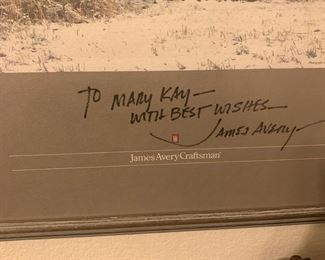 To MARY KAY—
WITH BEST WISHES—
JAMES AVERY—
James Avery Craftsman®